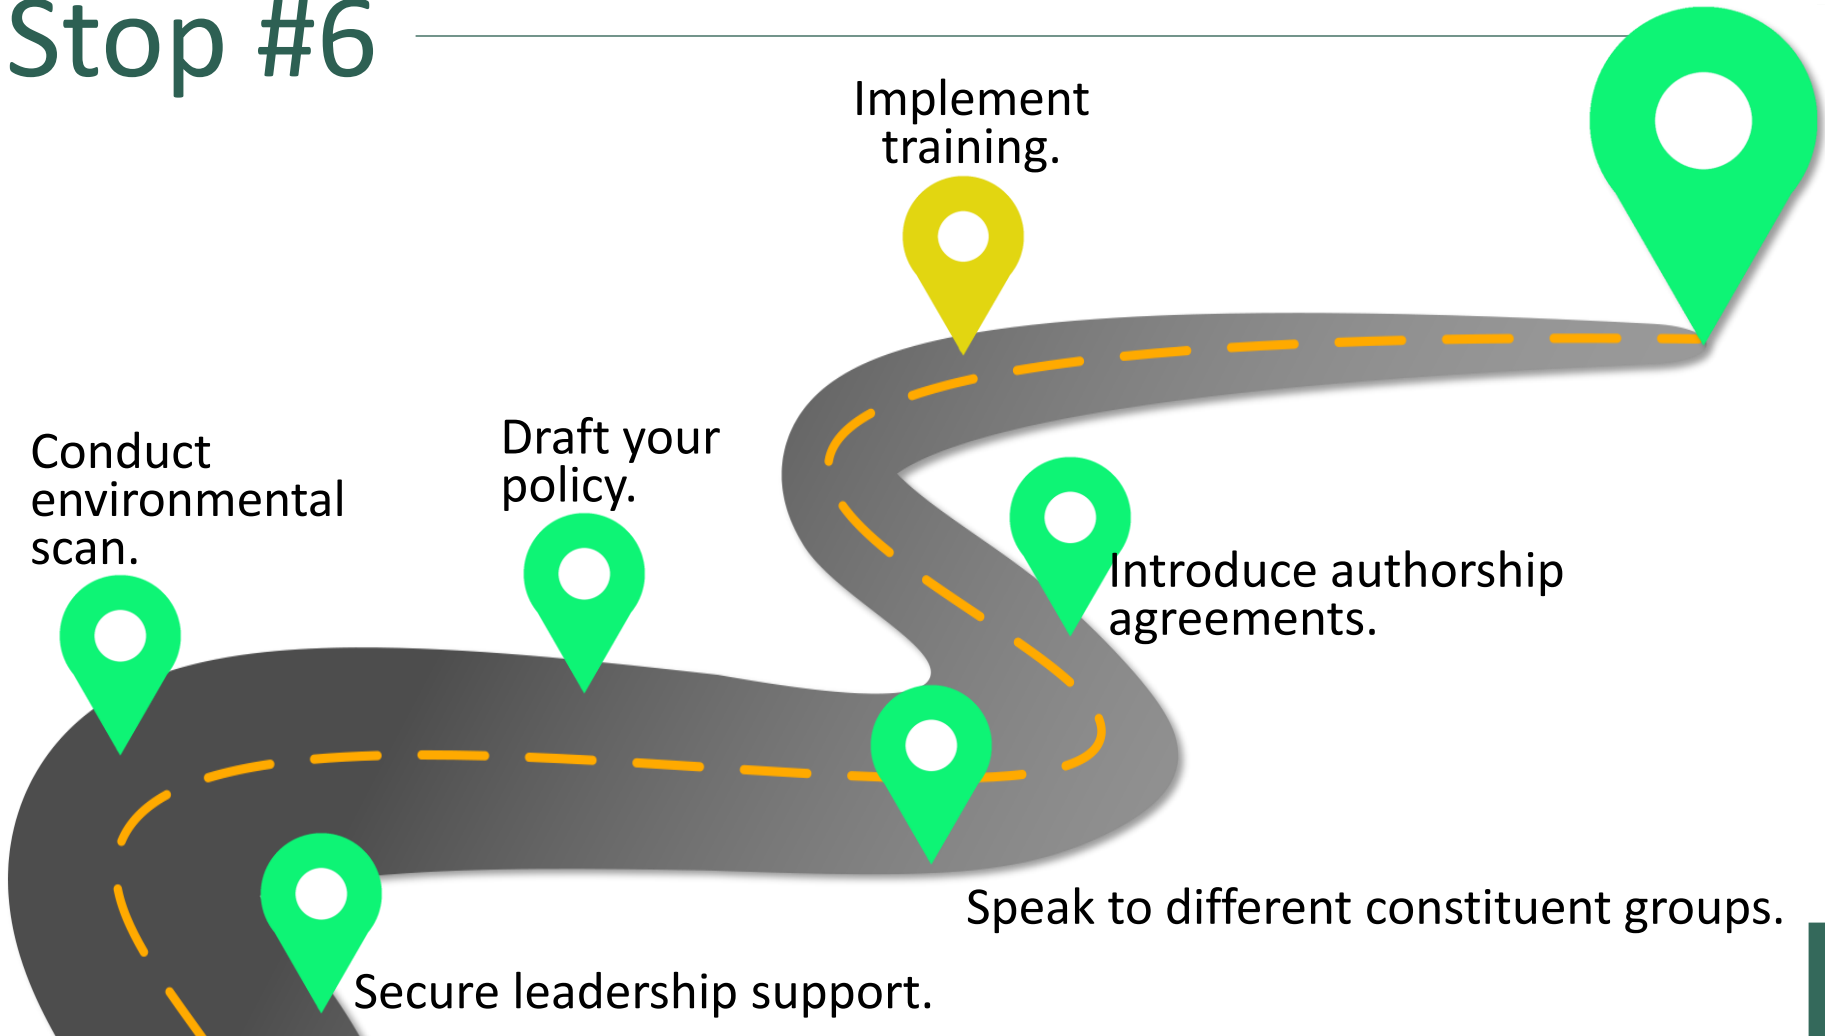 Stop #6
Implement
training.
Conduct
environmental
scan.
Draft your
policy.
Introduce authorship
agreements.
Speak to different constituent groups.
Secure leadership support.